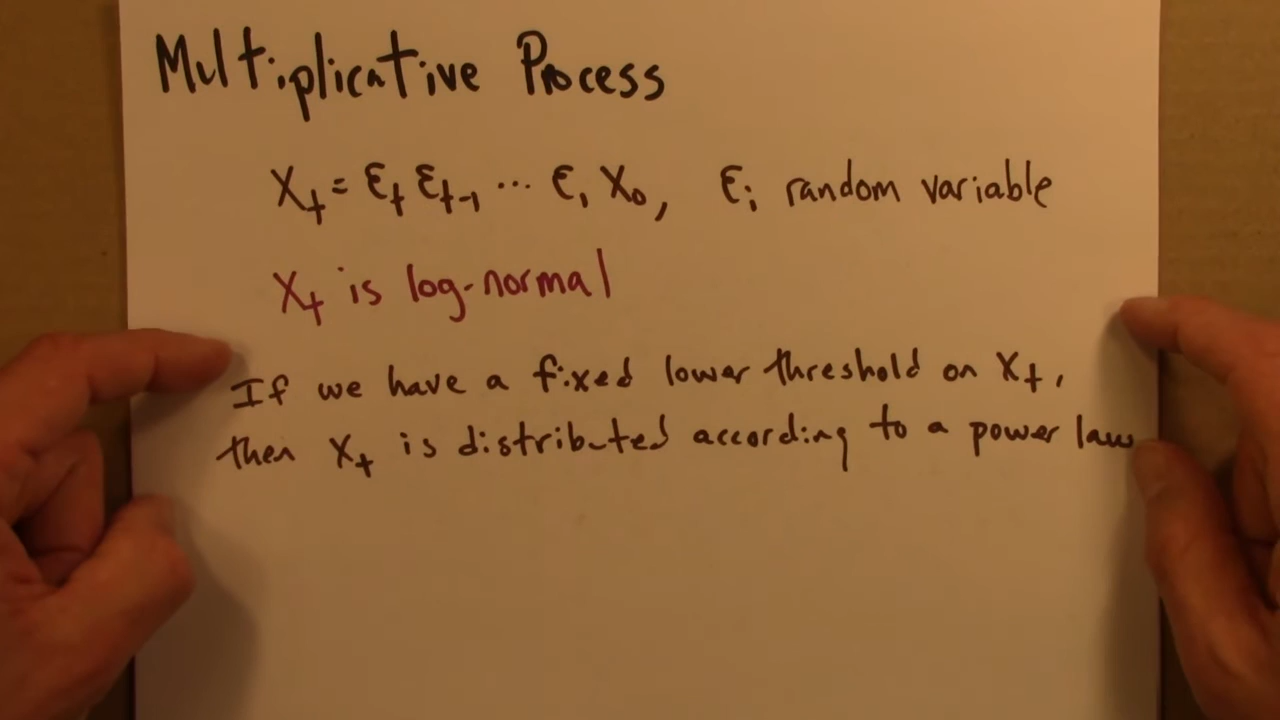 Multiplicative Process
Xₜ = εₜ εₜ₋₁ ⋯ ε₁ X₀, εᵢ random variable
Xₜ is log-normal
If we have a fixed lower threshold on Xₜ,
then Xₜ is distributed according to a power law